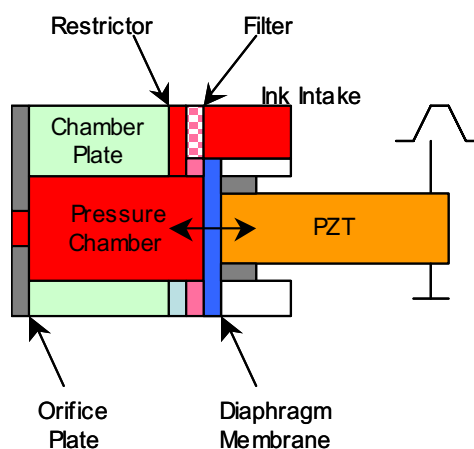 Restrictor
Filter
Ink Intake
Chamber
Plate
Pressure
Chamber
PZT
Orifice
Plate
Diaphragm
Membrane